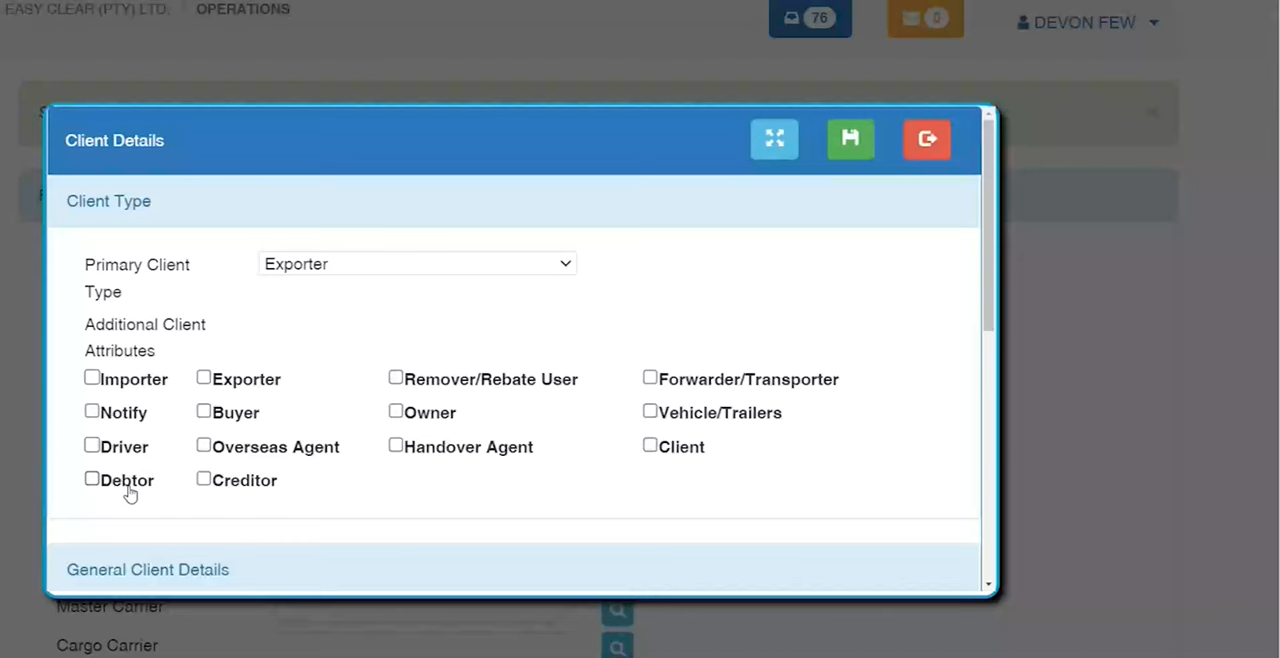 EASY CLEAR (PTY) LTD. OPERATIONS
76
0
DEVON FEW
Client Details
Client Type
Primary Client Type
Exporter
Additional Client Attributes
Importer Exporter Remover/Rebate User Forwarder/Transporter
Notify Buyer Owner Vehicle/Trailers
Driver Overseas Agent Handover Agent Client
Debtor Creditor
General Client Details
Master Carrier
Cargo Carrier